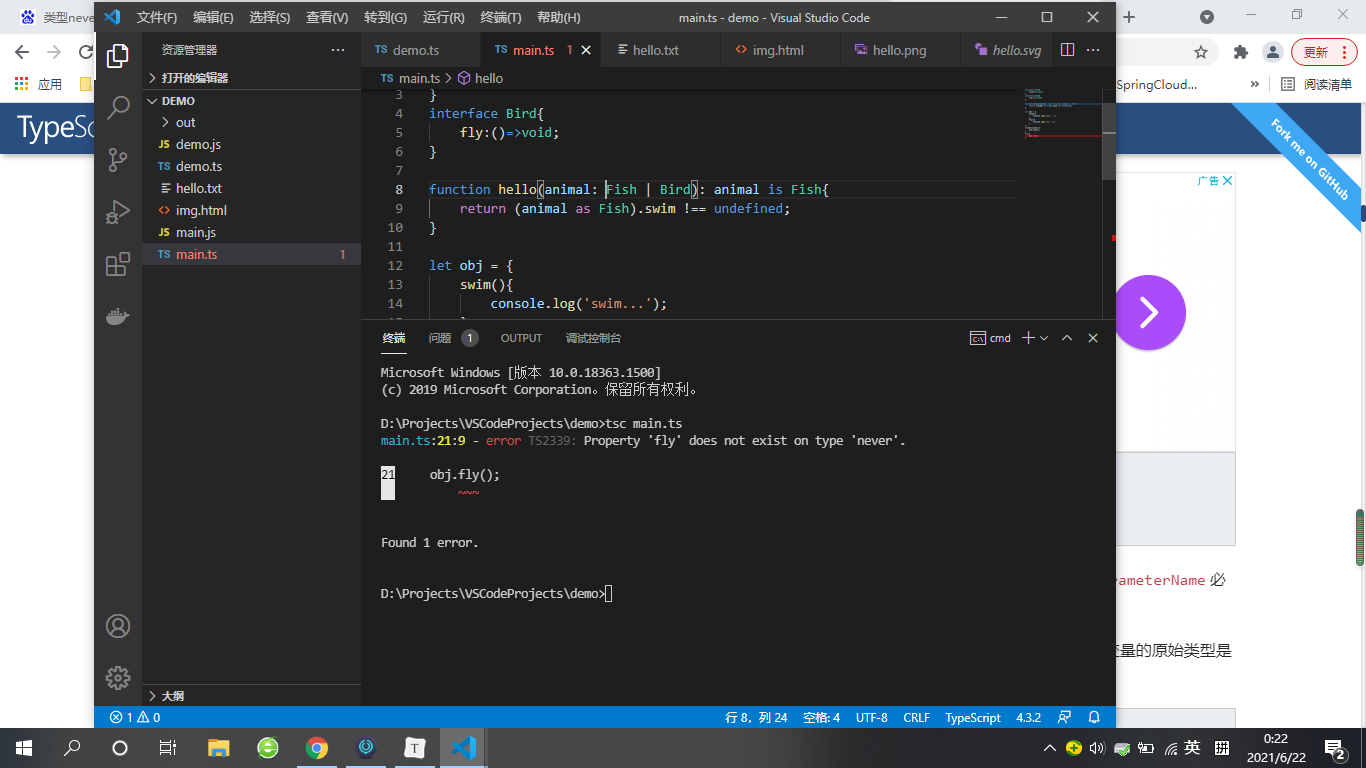 类型neve
文件(F) 编辑(E) 选择(S) 查看(V) 转到(G) 运行(R) 终端(T) 帮助(H) main.ts - demo - Visual Studio Code
更新
应用
SpringCloud...
»
阅读清单
TypeScr
Fork me on GitHub
广告
资源管理器 ...
打开的编辑器
DEMO
out
JS demo.js
TS demo.ts
hello.txt
img.html
JS main.js
TS main.ts 1
大纲
TS demo.ts TS main.ts 1 hello.txt img.html hello.png hello.svg
TS main.ts > hello
3 }
4 interface Bird{
5 fly:()=>void;
6 }
7
8 function hello(animal: Fish | Bird): animal is Fish{
9 return (animal as Fish).swim !== undefined;
10 }
11
12 let obj = {
13 swim(){
14 console.log('swim...');
终端 问题 1 OUTPUT 调试控制台 cmd
Microsoft Windows [版本 10.0.18363.1500]
(c) 2019 Microsoft Corporation。保留所有权利。
D:\Projects\VSCodeProjects\demo>tsc main.ts
main.ts:21:9 - error TS2339: Property 'fly' does not exist on type 'never'.
21 obj.fly();
~~~
Found 1 error.
D:\Projects\VSCodeProjects\demo>
rameterName 必
变量的原始类型是
1 0 行 8，列 24 空格: 4 UTF-8 CRLF TypeScript 4.3.2
T
英 拼
0:22
2021/6/22
2